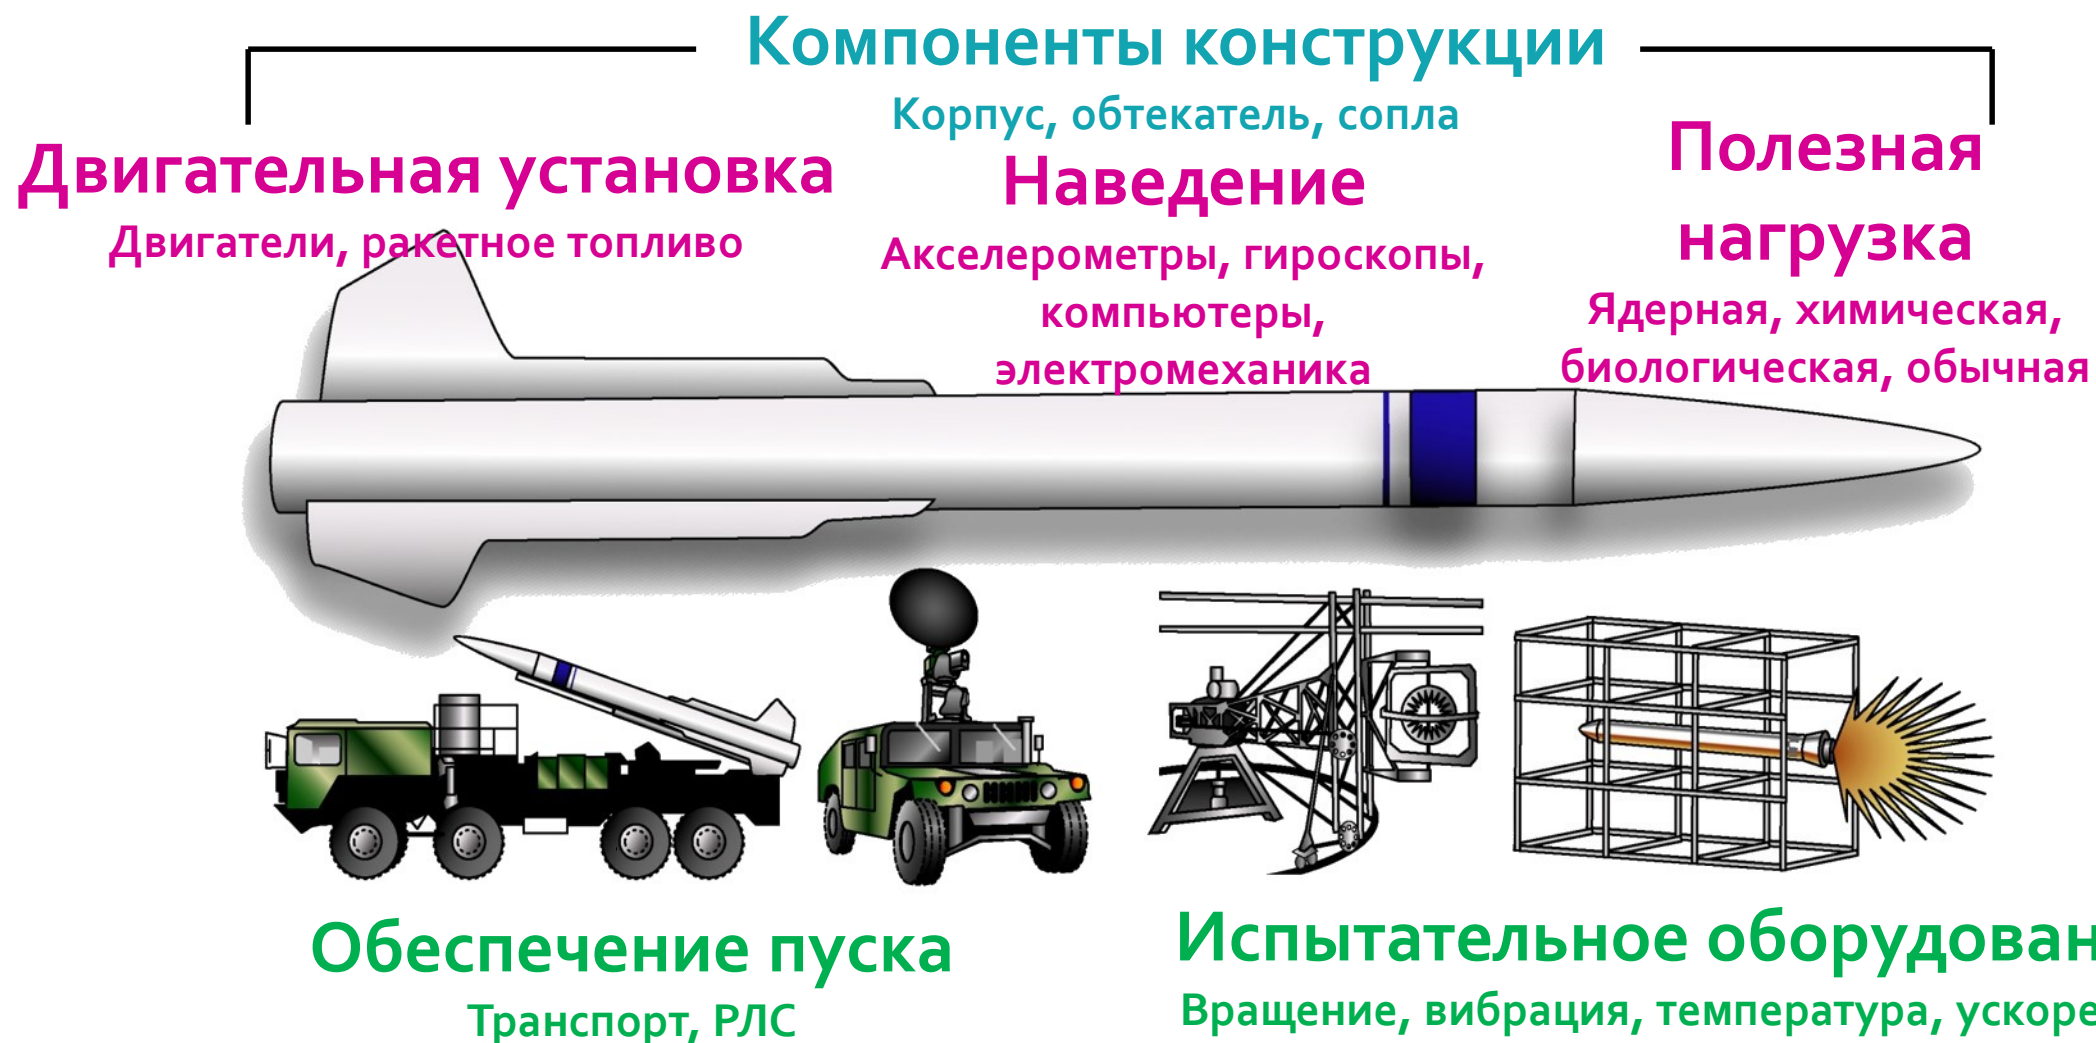 Компоненты конструкции
Корпус, обтекатель, сопла
Двигательная установка
Двигатели, ракетное топливо
Наведение
Акселерометры, гироскопы,
компьютеры,
электромеханика
Полезная
нагрузка
Ядерная, химическая,
биологическая, обычная
Обеспечение пуска
Транспорт, РЛС
Испытательное оборудован
Вращение, вибрация, температура, ускоре